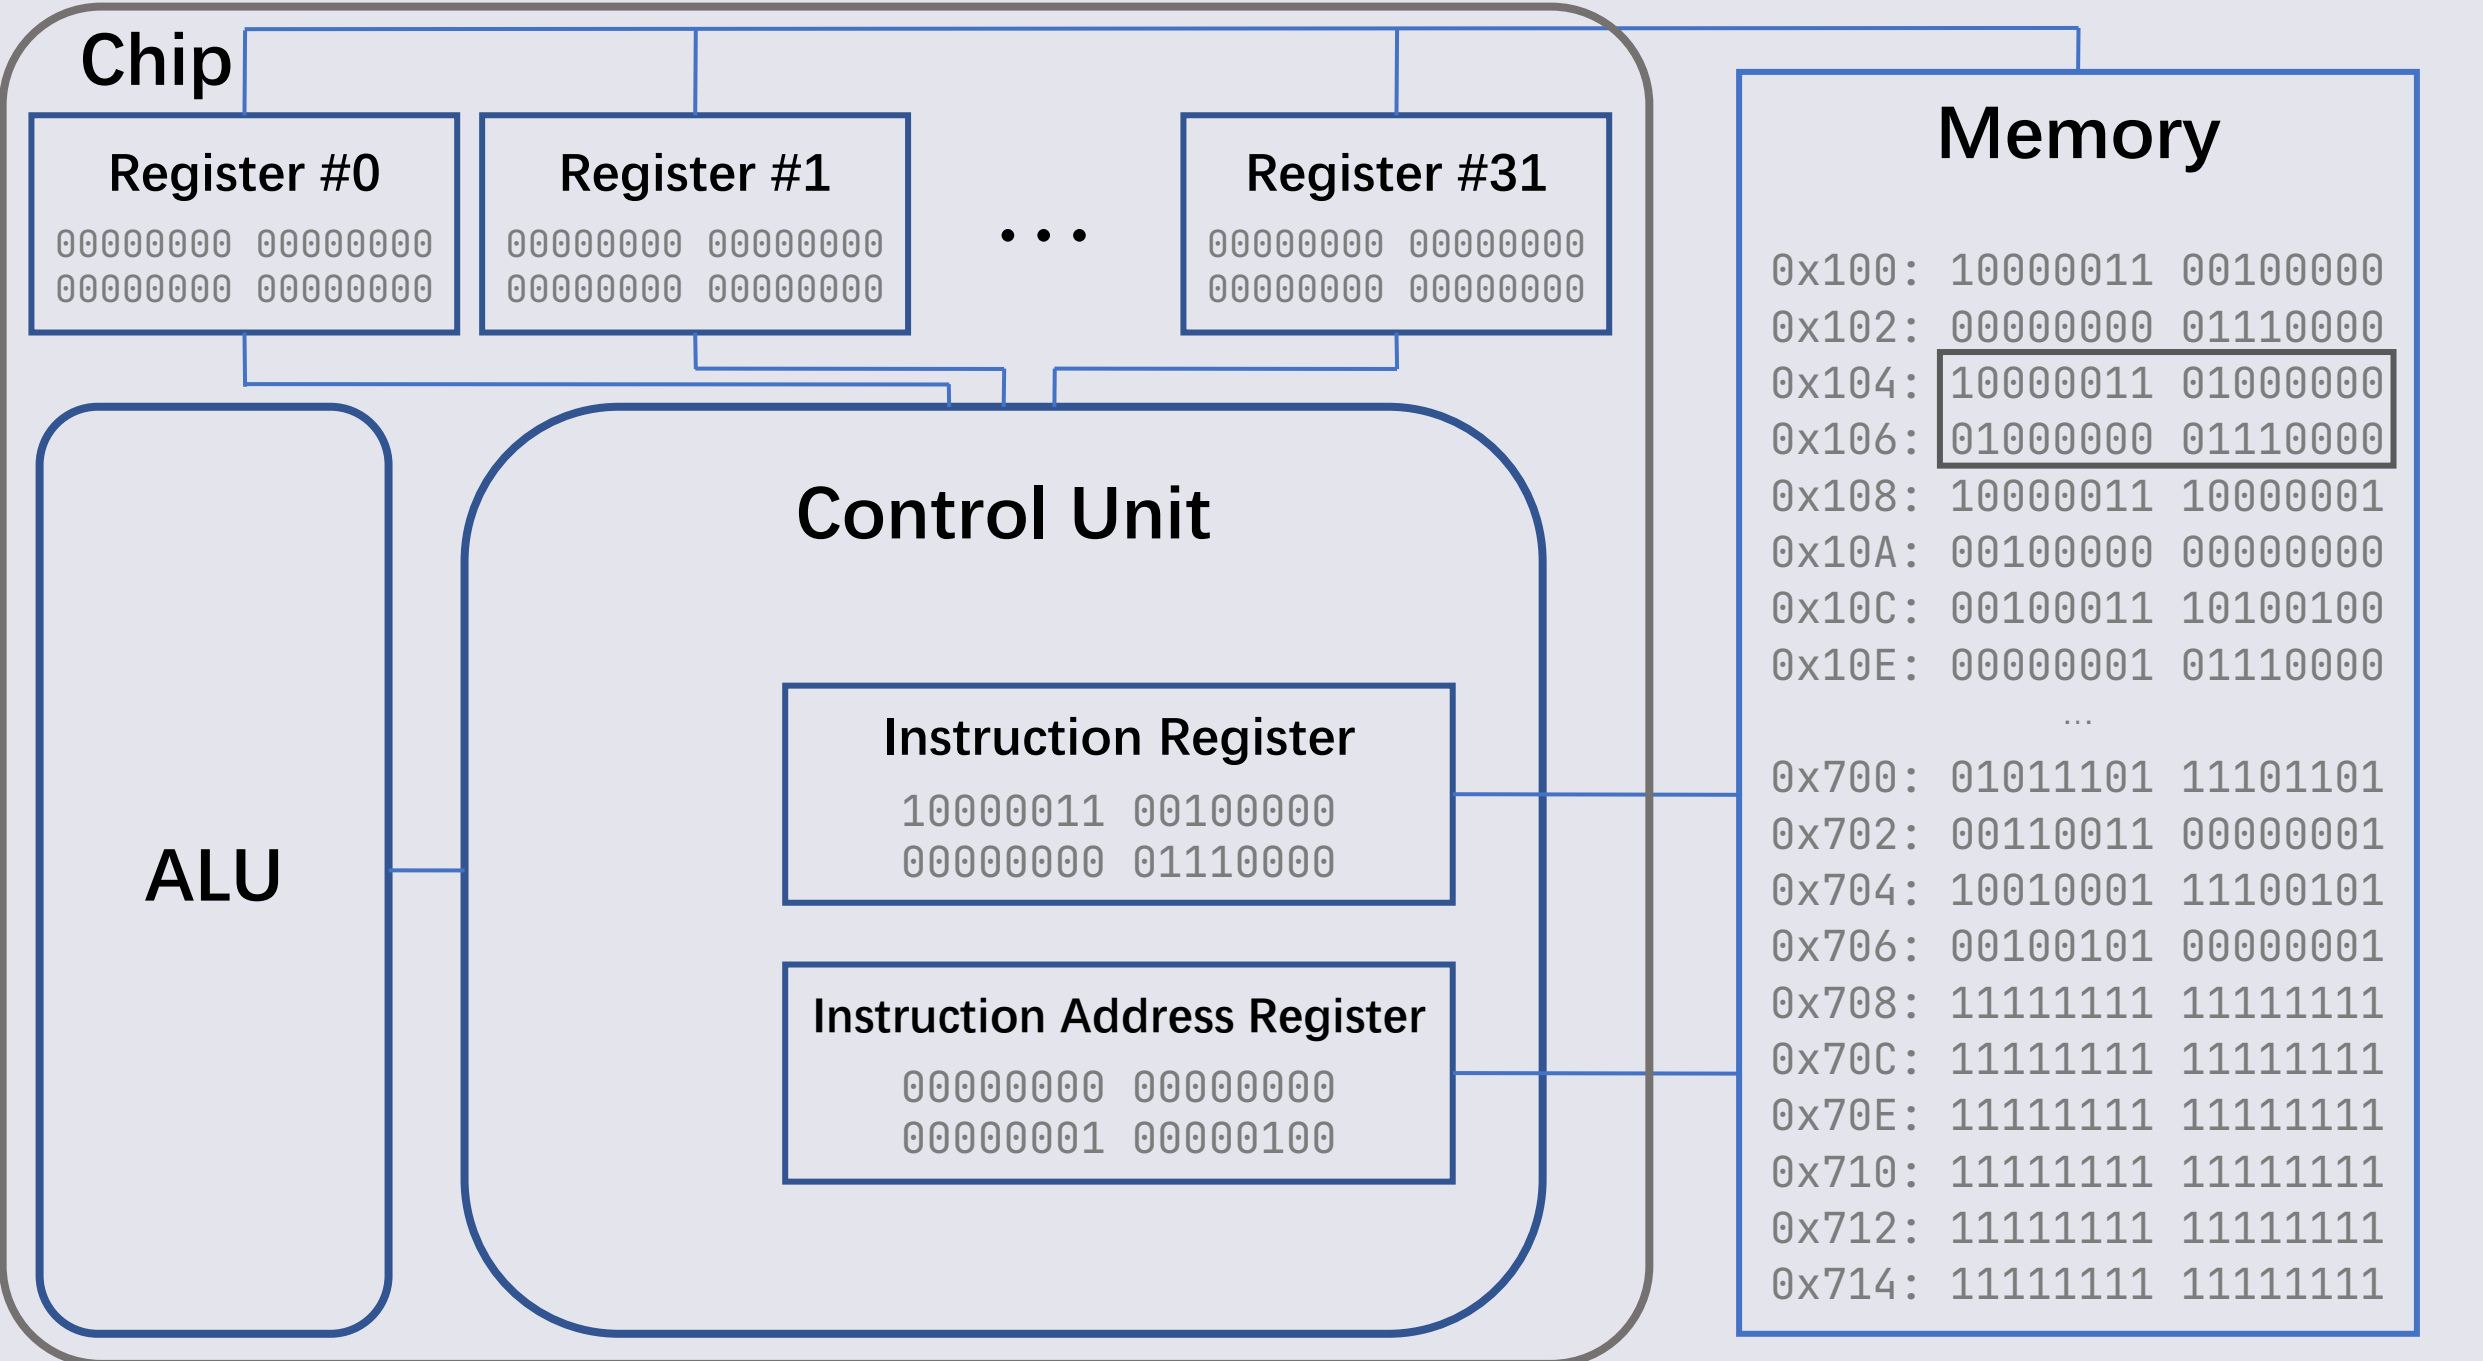 Chip
Register #0
00000000 00000000
00000000 00000000
Register #1
00000000 00000000
00000000 00000000
...
Register #31
00000000 00000000
00000000 00000000
ALU
Control Unit
Instruction Register
10000011 00100000
00000000 01110000
Instruction Address Register
00000000 00000000
00000001 00000100
Memory
0x100: 10000011 00100000
0x102: 00000000 01110000
0x104: 10000011 01000000
0x106: 01000000 01110000
0x108: 10000011 10000001
0x10A: 00100000 00000000
0x10C: 00100011 10100100
0x10E: 00000001 01110000
...
0x700: 01011101 11101101
0x702: 00110011 00000001
0x704: 10010001 11100101
0x706: 00100101 00000001
0x708: 11111111 11111111
0x70C: 11111111 11111111
0x70E: 11111111 11111111
0x710: 11111111 11111111
0x712: 11111111 11111111
0x714: 11111111 11111111